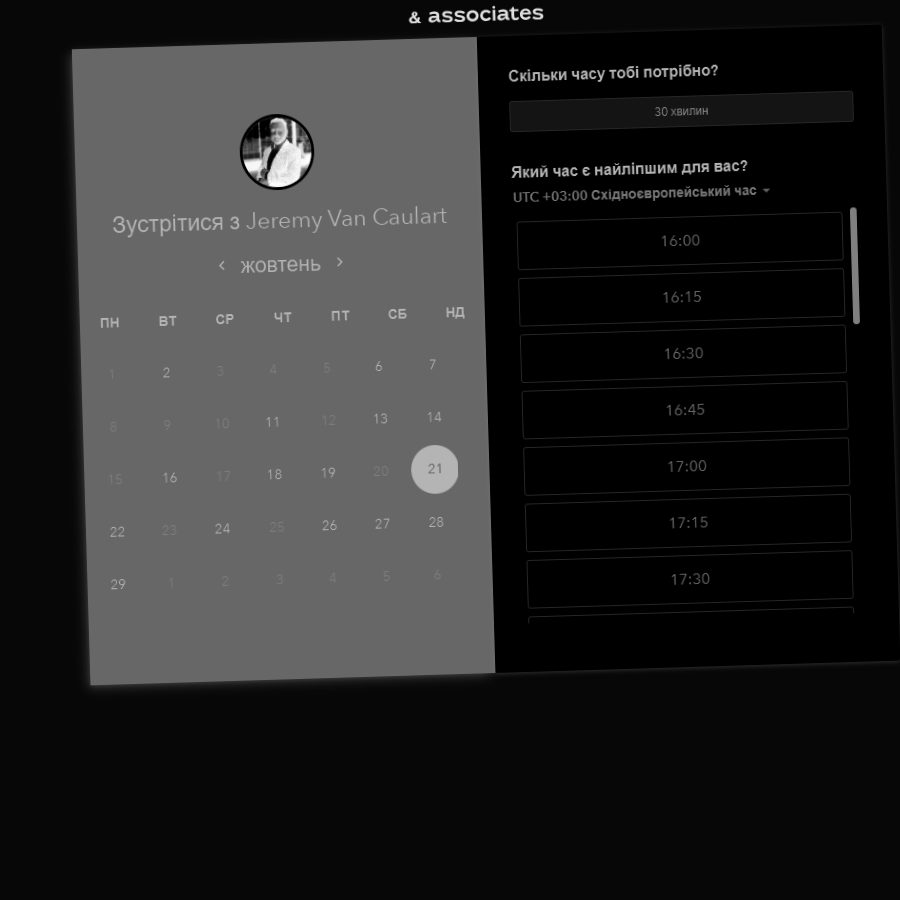 & associates
Зустрітися з Jeremy Van Caulart
жовтень
ПН ВТ СР ЧТ ПТ СБ НД
1 2 3 4 5 6 7
8 9 10 11 12 13 14
15 16 17 18 19 20 21
22 23 24 25 26 27 28
29 1 2 3 4 5 6
Скільки часу тобі потрібно?
30 хвилин
Який час є найліпшим для вас?
UTC +03:00 Східноєвропейський час
16:00
16:15
16:30
16:45
17:00
17:15
17:30